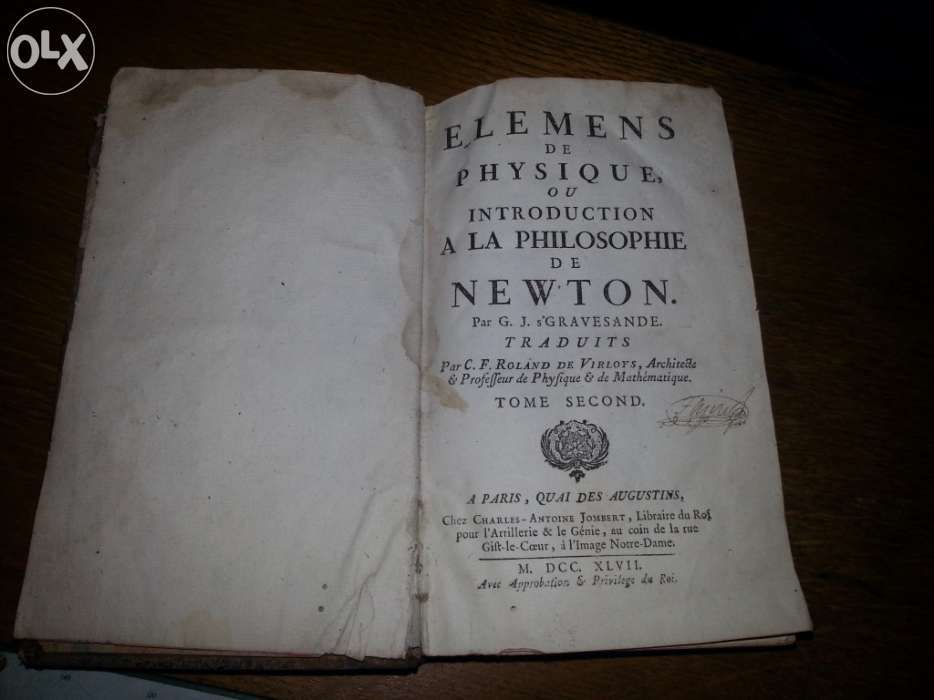 OLX
ELEMENS
DE
PHYSIQUE,
OU
INTRODUCTION
A LA PHILOSOPHIE
DE
NEWTON.
Par G. J. s'GRAVESANDE.
TRADUITS
Par C. F. ROLAND DE VIRLOYS, Architecte
& Professeur de Physique & de Mathématique.
TOME SECOND.
A PARIS, QUAI DES AUGUSTINS,
Chez CHARLES-ANTOINE JOMBERT, Libraire du Roi
pour l'Artillerie & le Génie, au coin de la rue
Gist-le-Cœur, à l'Image Notre-Dame.
M. DCC. XLVII.
Avec Approbation & Privilege du Roi.